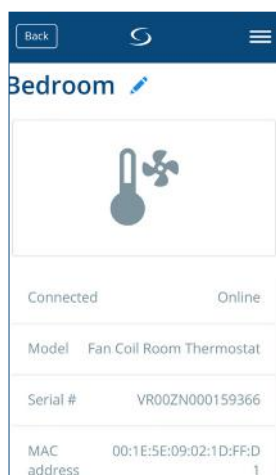 Back
Bedroom
Connected Online
Model Fan Coil Room Thermostat
Serial # VR00ZN000159366
MAC 00:1E:5E:09:02:1D:FF:D
address 1